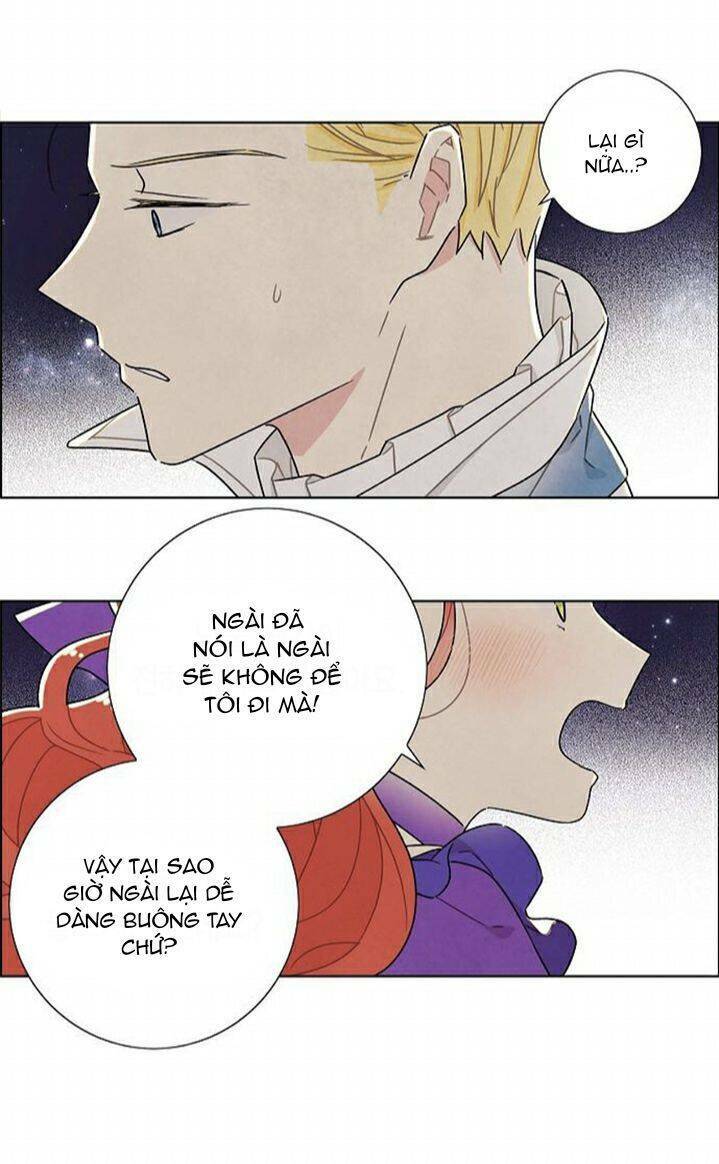 LẠI GÌ
NỮA..?
NGÀI ĐÃ
NÓI LÀ NGÀI
SẼ KHÔNG ĐỂ
TÔI ĐI MÀ!
VẬY TẠI SAO
GIỜ NGÀI LẠI DỄ
DÀNG BUÔNG TAY
CHỨ?